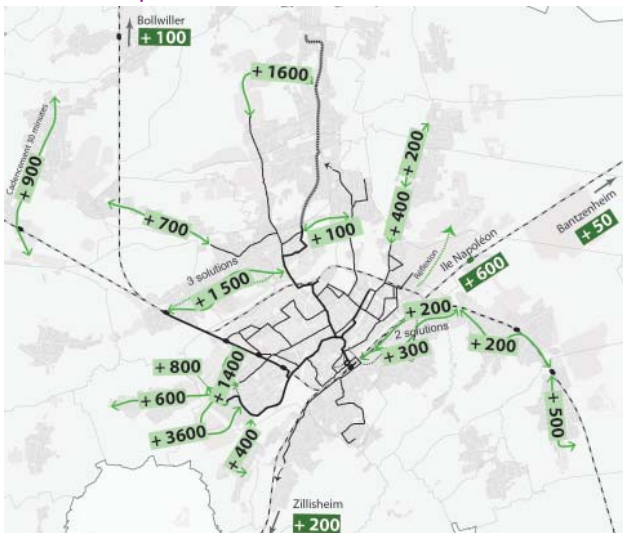 Bollwiller
+ 100
+ 1600
Cadencement 30 minutes
+ 900
+ 200
+ 400
+ 700
+ 100
Bantzenheim
+ 50
3 solutions
+ 1 500
Réflexion
Ile Napoléon
+ 600
+ 200
2 solutions
+ 300
+ 200
+ 800
+ 1400
+ 600
+ 3600
+ 400
+ 500
Zillisheim
+ 200